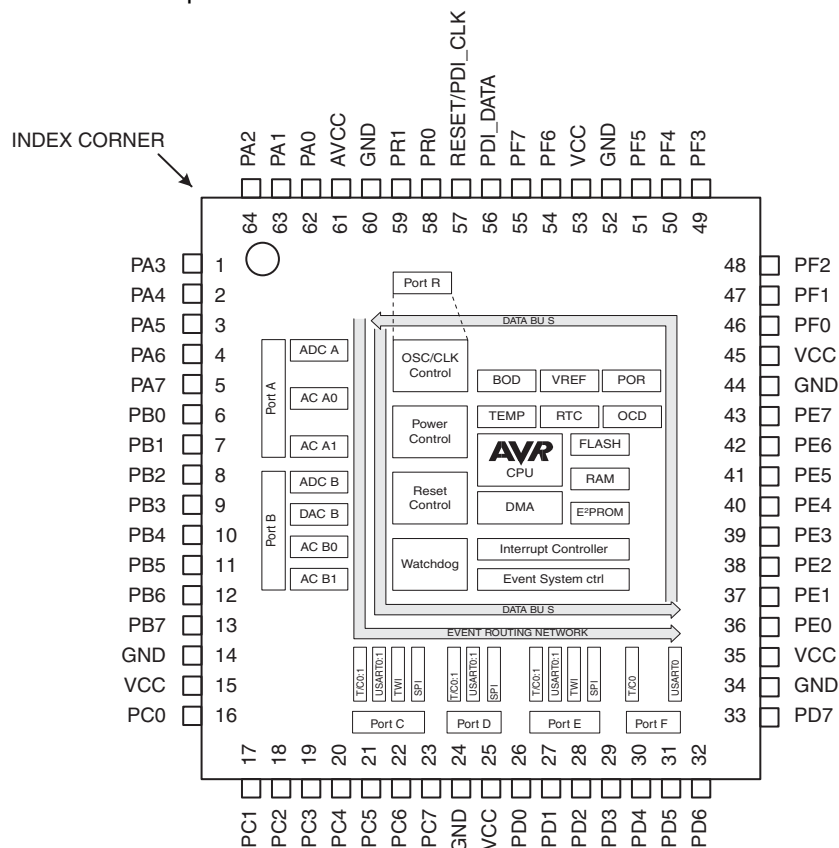 INDEX CORNER
PA2
PA1
PA0
AVCC
GND
PR1
PR0
RESET/PDI_CLK
PDI_DATA
PF7
PF6
VCC
GND
PF5
PF4
PF3
64
63
62
61
60
59
58
57
56
55
54
53
52
51
50
49
PA3 1
PA4 2
PA5 3
PA6 4
PA7 5
PB0 6
PB1 7
PB2 8
PB3 9
PB4 10
PB5 11
PB6 12
PB7 13
GND 14
VCC 15
PC0 16
48 PF2
47 PF1
46 PF0
45 VCC
44 GND
43 PE7
42 PE6
41 PE5
40 PE4
39 PE3
38 PE2
37 PE1
36 PE0
35 VCC
34 GND
33 PD7
Port R
DATA BU S
Port A
ADC A
AC A0
AC A1
Port B
ADC B
DAC B
AC B0
AC B1
OSC/CLK
Control
Power
Control
Reset
Control
Watchdog
BOD
VREF
POR
TEMP
RTC
OCD
AVR
CPU
FLASH
RAM
DMA
E²PROM
Interrupt Controller
Event System ctrl
DATA BU S
EVENT ROUTING NETWORK
T/C0:1
USART0:1
TWI
SPI
T/C0:1
USART0:1
SPI
T/C0:1
USART0:1
TWI
SPI
T/C0
USART0
Port C
Port D
Port E
Port F
17
18
19
20
21
22
23
24
25
26
27
28
29
30
31
32
PC1
PC2
PC3
PC4
PC5
PC6
PC7
GND
VCC
PD0
PD1
PD2
PD3
PD4
PD5
PD6